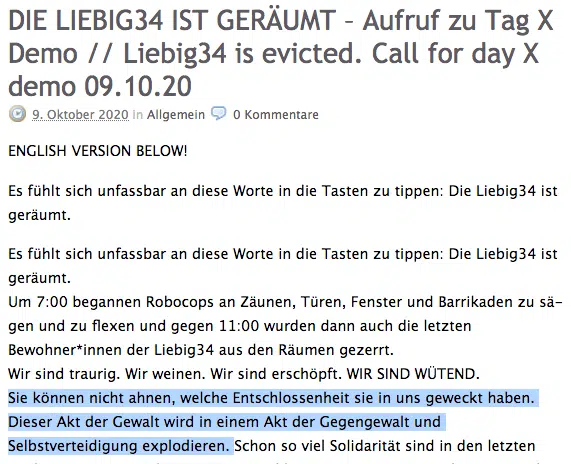 DIE LIEBIG34 IST GERÄUMT – Aufruf zu Tag X
Demo // Liebig34 is evicted. Call for day X
demo 09.10.20
9. Oktober 2020 in Allgemein 0 Kommentare
ENGLISH VERSION BELOW!
Es fühlt sich unfassbar an diese Worte in die Tasten zu tippen: Die Liebig34 ist
geräumt.
Es fühlt sich unfassbar an diese Worte in die Tasten zu tippen: Die Liebig34 ist
geräumt.
Um 7:00 begannen Robocops an Zäunen, Türen, Fenster und Barrikaden zu sä-
gen und zu flexen und gegen 11:00 wurden dann auch die letzten
Bewohner*innen der Liebig34 aus den Räumen gezerrt.
Wir sind traurig. Wir weinen. Wir sind erschöpft. WIR SIND WÜTEND.
Sie können nicht ahnen, welche Entschlossenheit sie in uns geweckt haben.
Dieser Akt der Gewalt wird in einem Akt der Gegengewalt und
Selbstverteidigung explodieren. Schon so viel Solidarität sind in den letzten